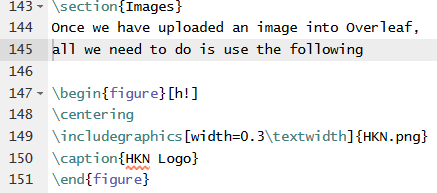 143 \section{Images}
144 Once we have uploaded an image into Overleaf,
145 all we need to do is use the following
146
147 \begin{figure}[h!]
148 \centering
149 \includegraphics[width=0.3\textwidth]{HKN.png}
150 \caption{HKN Logo}
151 \end{figure}